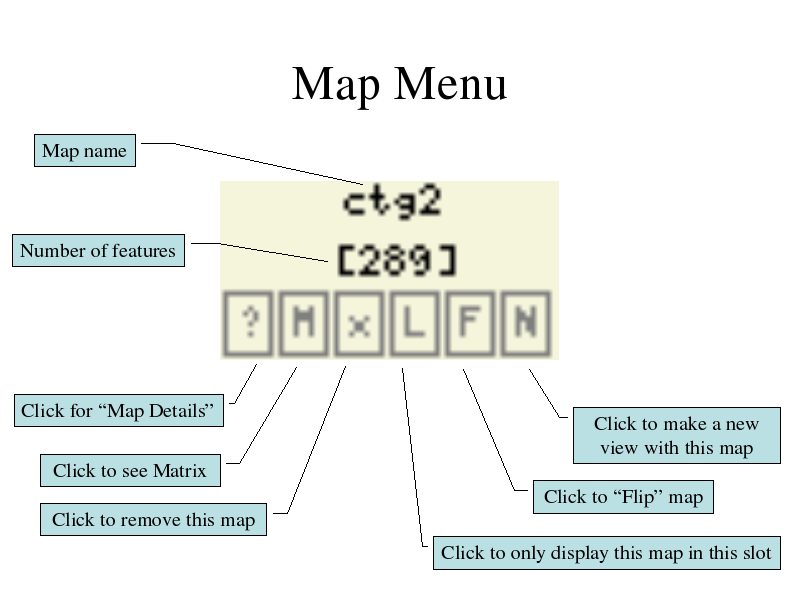 Map Menu
Map name
ctg2
Number of features
[289]
? M x L F N
Click for “Map Details”
Click to make a new
view with this map
Click to see Matrix
Click to “Flip” map
Click to remove this map
Click to only display this map in this slot